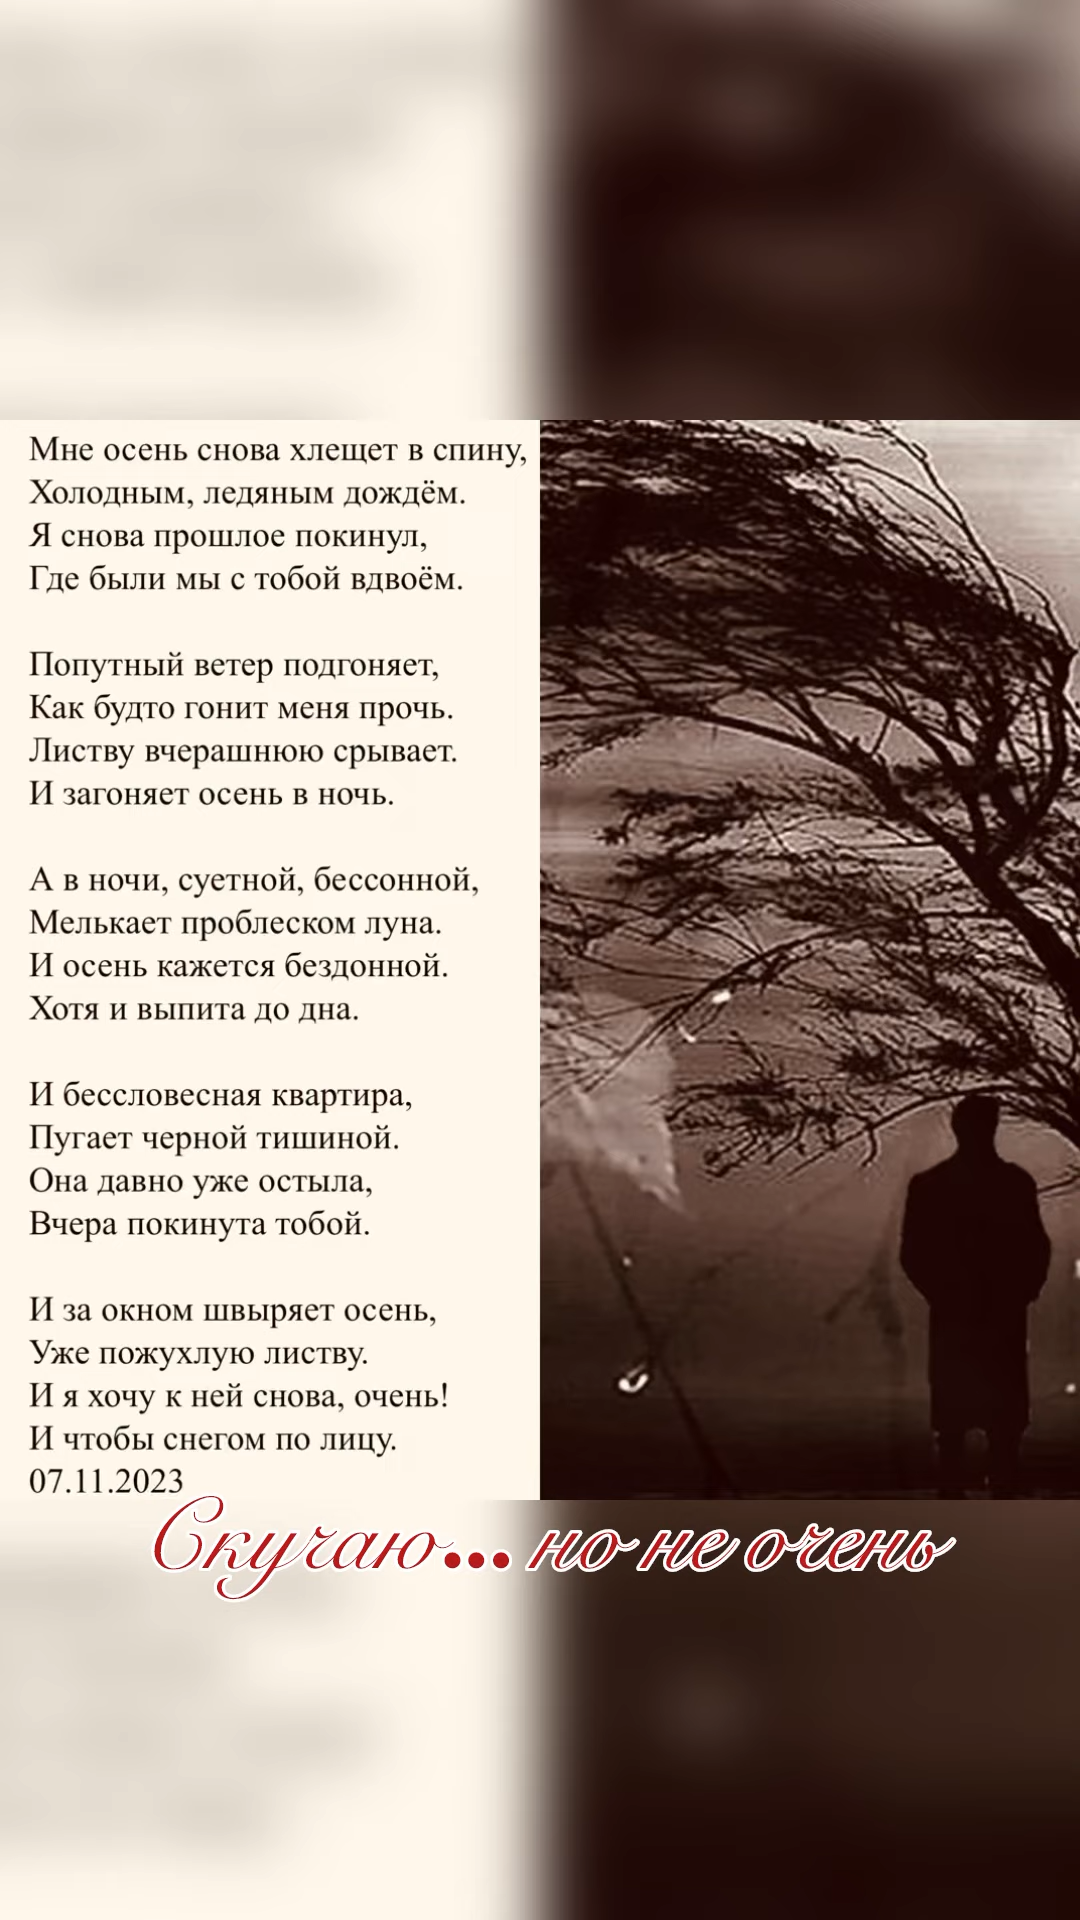 Мне осень снова хлещет в спину,
Холодным, ледяным дождём.
Я снова прошлое покинул,
Где были мы с тобой вдвоём.
Попутный ветер подгоняет,
Как будто гонит меня прочь.
Листву вчерашнюю срывает.
И загоняет осень в ночь.
А в ночи, суетной, бессонной,
Мелькает проблеском луна.
И осень кажется бездонной.
Хотя и выпита до дна.
И бессловесная квартира,
Пугает черной тишиной.
Она давно уже остыла,
Вчера покинута тобой.
И за окном швыряет осень,
Уже пожухлую листву.
И я хочу к ней снова, очень!
И чтобы снегом по лицу.
07.11.2023
Скучаю... но не очень